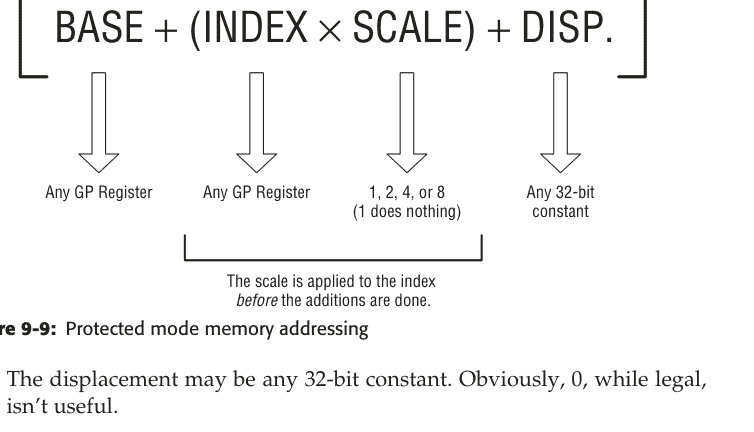 BASE + (INDEX × SCALE) + DISP.
Any GP Register Any GP Register 1, 2, 4, or 8 Any 32-bit
(1 does nothing) constant
The scale is applied to the index
before the additions are done.
re 9-9: Protected mode memory addressing
The displacement may be any 32-bit constant. Obviously, 0, while legal,
isn’t useful.